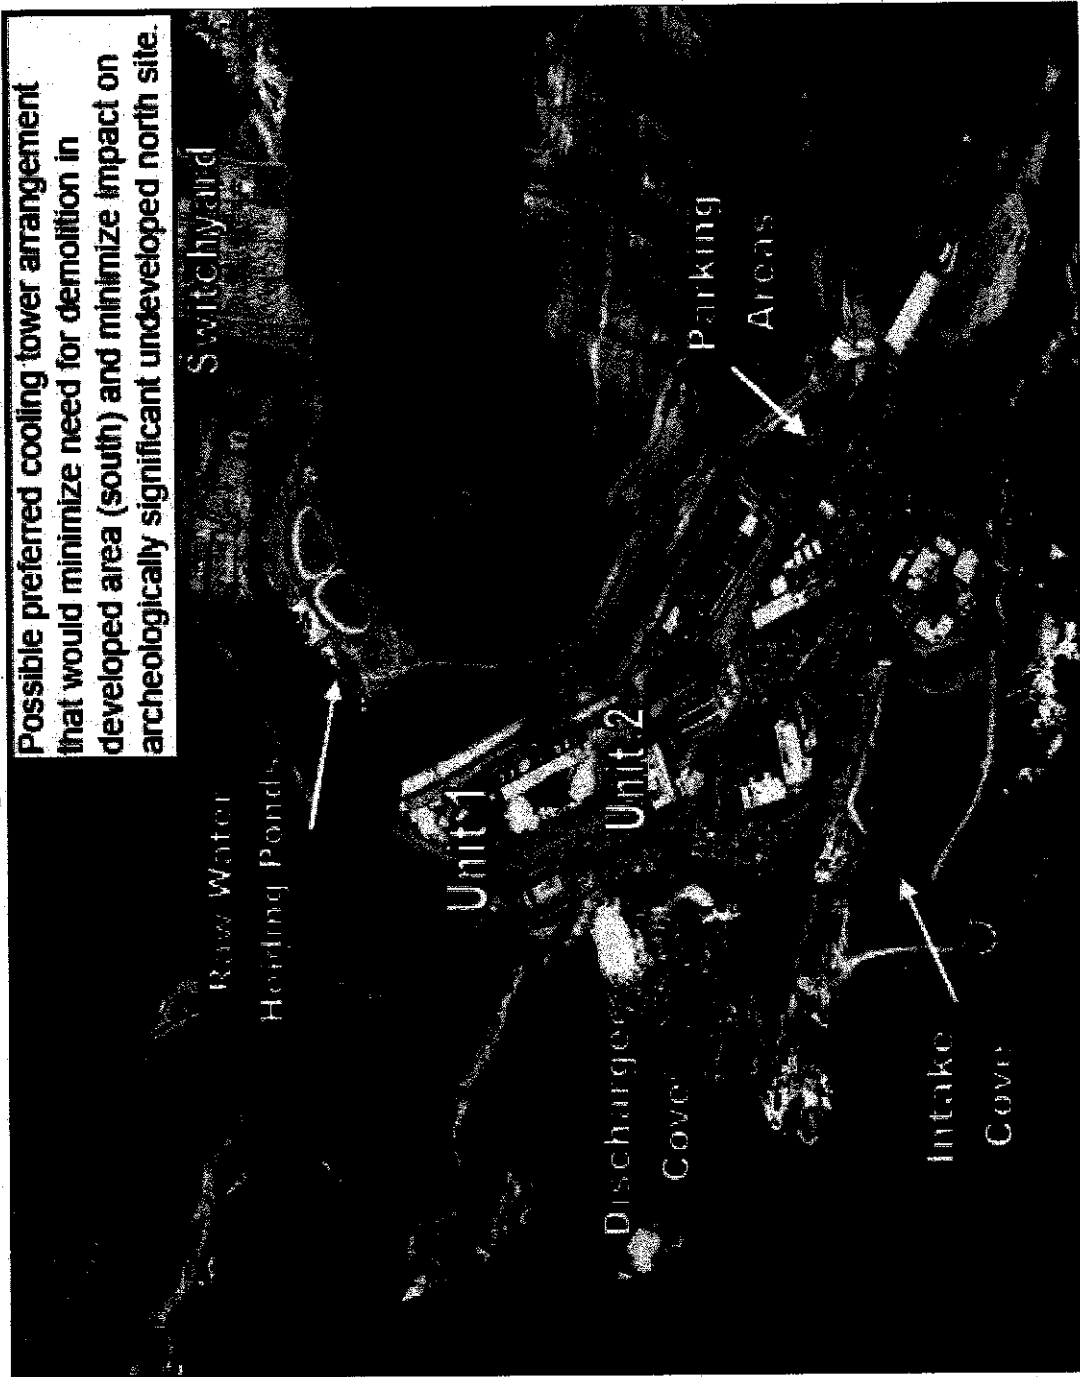 Possible preferred cooling tower arrangement
that would minimize need for demolition in
developed area (south) and minimize impact on
archeologically significant undeveloped north site.
Switchyard
Raw Water
Holding Pond
Unit 1
Unit 2
Parking
Areas
Discharge
Cove
Intake
Cove